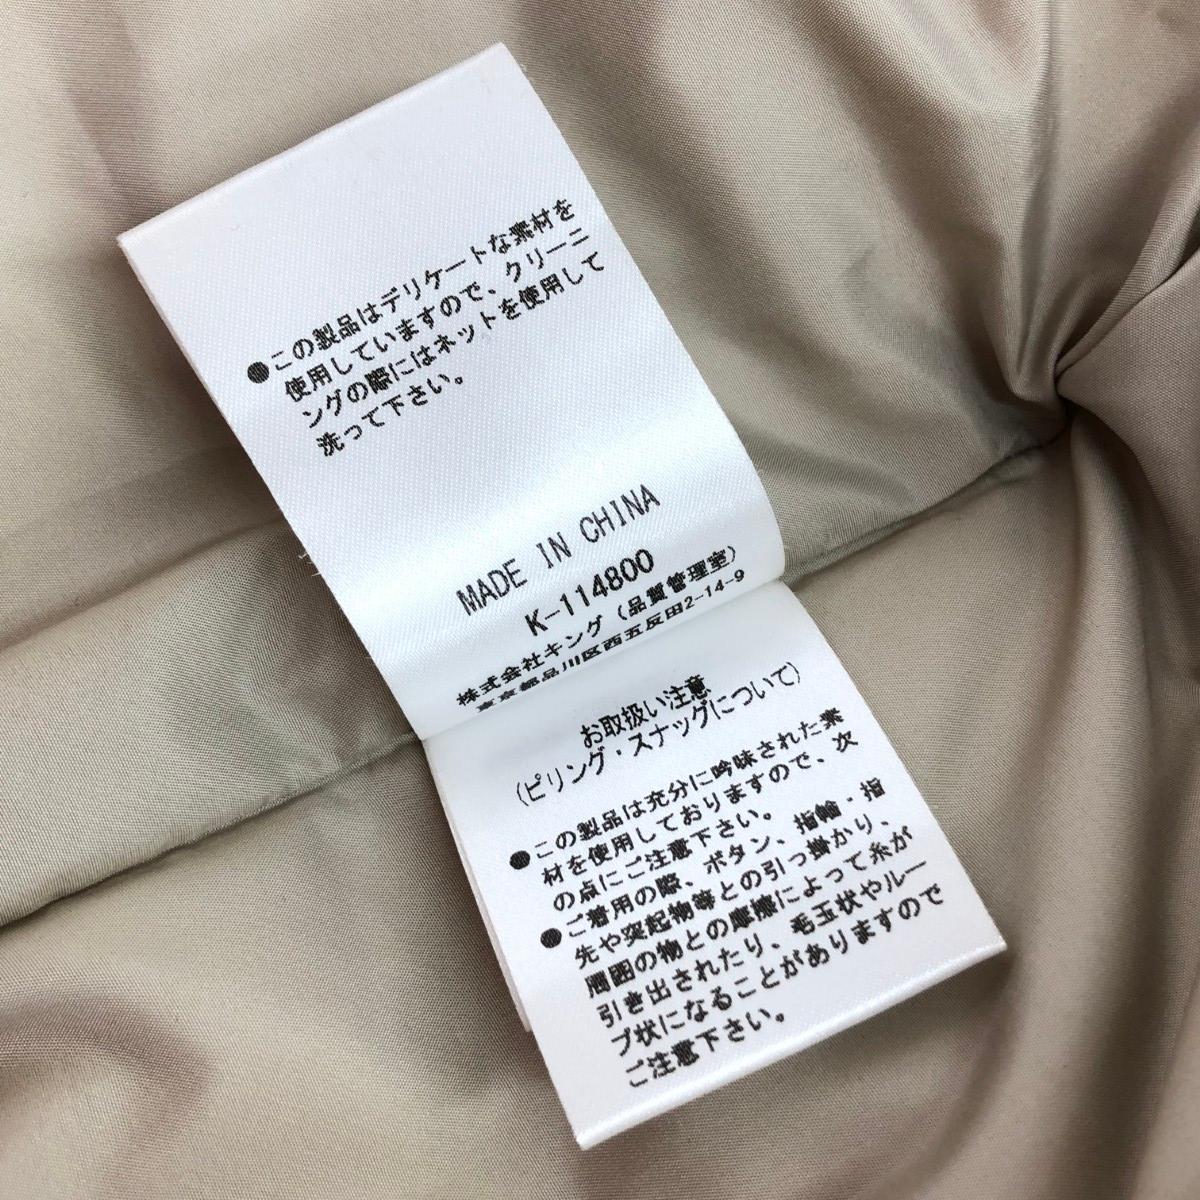 ●この製品はデリケートな素材を
使用していますので、クリーニ
ングの際にはネットを使用して
洗って下さい。
MADE IN CHINA
K-114800
株式会社キング(品質管理室)
東京都品川区西五反田2-14-9
お取扱い注意
(ピリング・スナッグについて)
●この製品は充分に吟味された素
材を使用しておりますので、次
の点にご注意下さい。
●ご着用の際、ボタン、指輪・指
先や突起物等との引っ掛かり、
周囲の物との摩擦によって糸が
引き出されたり、毛玉状やルー
プ状になることがありますので
ご注意下さい。